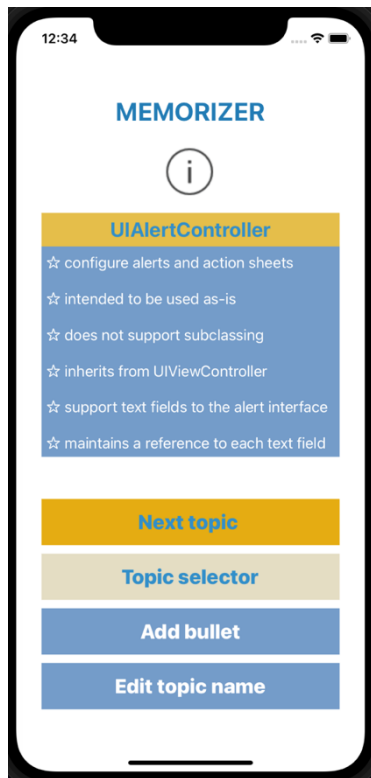 12:34
MEMORIZER
i
UIAlertController
☆ configure alerts and action sheets
☆ intended to be used as-is
☆ does not support subclassing
☆ inherits from UIViewController
☆ support text fields to the alert interface
☆ maintains a reference to each text field
Next topic
Topic selector
Add bullet
Edit topic name